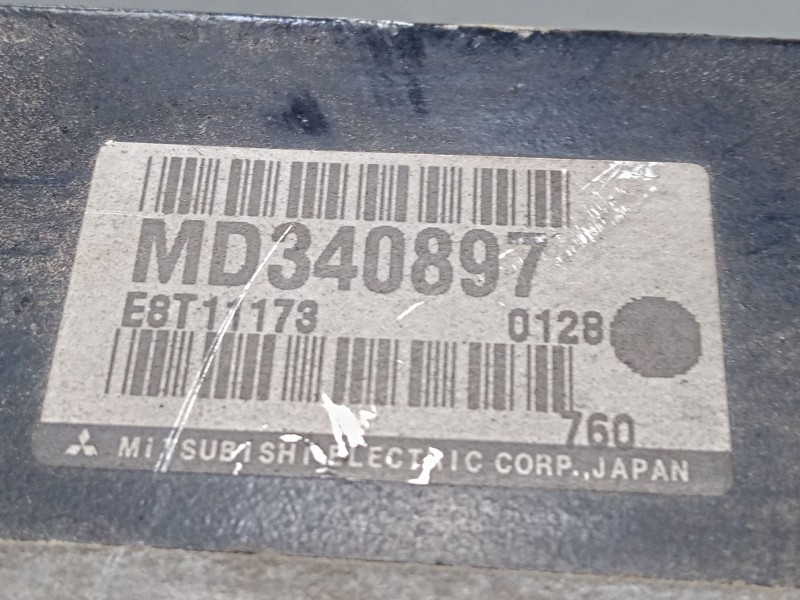 MD340897
E8T11173 0128
760
MITSUBISHI ELECTRIC CORP., JAPAN